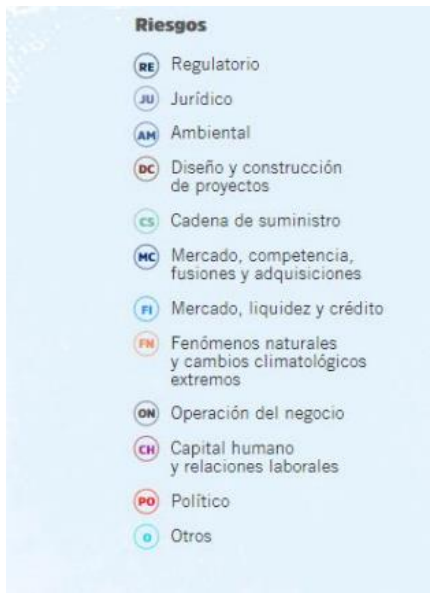 Riesgos
RE Regulatorio
JU Jurídico
AM Ambiental
DC Diseño y construcción
de proyectos
CS Cadena de suministro
MC Mercado, competencia,
fusiones y adquisiciones
FI Mercado, liquidez y crédito
FN Fenómenos naturales
y cambios climatológicos
extremos
ON Operación del negocio
CH Capital humano
y relaciones laborales
PO Político
O Otros